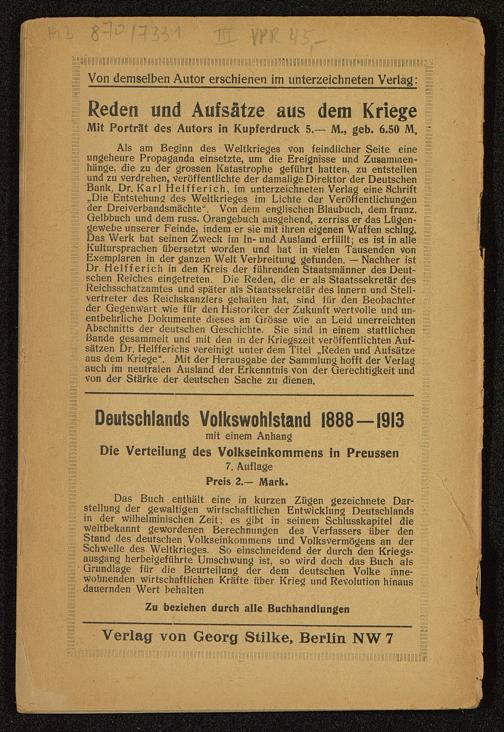 870/7331 III VPR 45,-
Von demselben Autor erschienen im unterzeichneten Verlag:
Reden und Aufsätze aus dem Kriege
Mit Porträt des Autors in Kupferdruck 5.— M., geb. 6.50 M.
Als am Beginn des Weltkrieges von feindlicher Seite eine
ungeheure Propaganda einsetzte, um die Ereignisse und Zusammen-
hänge, die zu der grossen Katastrophe geführt hatten, zu entstellen
und zu verdrehen, veröffentlichte der damalige Direktor der Deutschen
Bank, Dr. Karl Helfferich, im unterzeichneten Verlag eine Schrift
„Die Entstehung des Weltkrieges im Lichte der Veröffentlichungen
der Dreiverbandsmächte“. Von dem englischen Blaubuch, dem franz.
Gelbbuch und dem russ. Orangebuch ausgehend, zerriss er das Lügen-
gewebe unserer Feinde, indem er sie mit ihren eigenen Waffen schlug.
Das Werk hat seinen Zweck im In- und Ausland erfüllt; es ist in alle
Kultursprachen übersetzt worden und hat in vielen Tausenden von
Exemplaren in der ganzen Welt Verbreitung gefunden. — Nachher ist
Dr. Helfferich in den Kreis der führenden Staatsmänner des Deut-
schen Reiches eingetreten. Die Reden, die er als Staatssekretär des
Reichsschatzamtes und später als Staatssekretär des Innern und Stell-
vertreter des Reichskanzlers gehalten hat, sind für den Beobachter
der Gegenwart wie für den Historiker der Zukunft wertvolle und un-
entbehrliche Dokumente dieses an Grösse wie an Leid unerreichten
Abschnitts der deutschen Geschichte. Sie sind in einem stattlichen
Bande gesammelt und mit den in der Kriegszeit veröffentlichten Auf-
sätzen Dr. Helfferichs vereinigt unter dem Titel „Reden und Aufsätze
aus dem Kriege“. Mit der Herausgabe der Sammlung hofft der Verlag
auch im neutralen Ausland der Erkenntnis von der Gerechtigkeit und
von der Stärke der deutschen Sache zu dienen.
Deutschlands Volkswohlstand 1888—1913
mit einem Anhang
Die Verteilung des Volkseinkommens in Preussen
7. Auflage
Preis 2.— Mark.
Das Buch enthält eine in kurzen Zügen gezeichnete Dar-
stellung der gewaltigen wirtschaftlichen Entwicklung Deutschlands
in der wilhelminischen Zeit; es gibt in seinem Schlusskapitel die
weitbekannt gewordenen Berechnungen des Verfassers über den
Stand des deutschen Volkseinkommens und Volksvermögens an der
Schwelle des Weltkrieges. So einschneidend der durch den Kriegs-
ausgang herbeigeführte Umschwung ist, so wird doch das Buch als
Grundlage für die Beurteilung der dem deutschen Volke inne-
wohnenden wirtschaftlichen Kräfte über Krieg und Revolution hinaus
dauernden Wert behalten
Zu beziehen durch alle Buchhandlungen
Verlag von Georg Stilke, Berlin NW 7